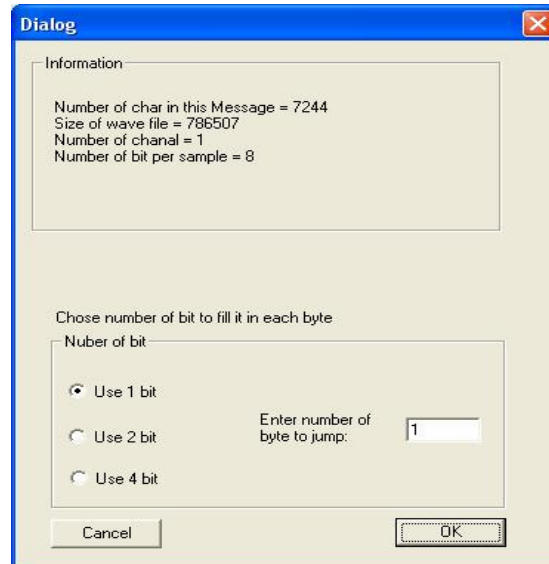 Dialog
Information
Number of char in this Message = 7244
Size of wave file = 786507
Number of chanal = 1
Number of bit per sample = 8
Chose number of bit to fill it in each byte
Nuber of bit
Use 1 bit
Use 2 bit
Use 4 bit
Enter number of
byte to jump:
1
Cancel
OK